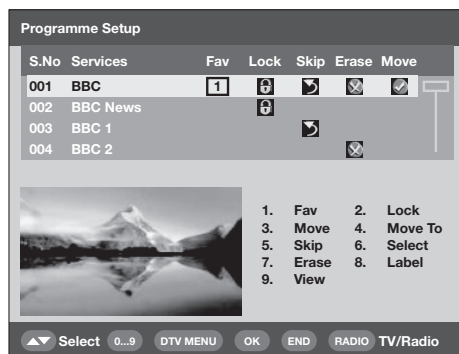 Programme Setup
S.No Services Fav Lock Skip Erase Move
001 BBC 1
002 BBC News
003 BBC 1
004 BBC 2
1. Fav 2. Lock
3. Move 4. Move To
5. Skip 6. Select
7. Erase 8. Label
9. View
Select 0...9 DTV MENU OK END RADIO TV/Radio